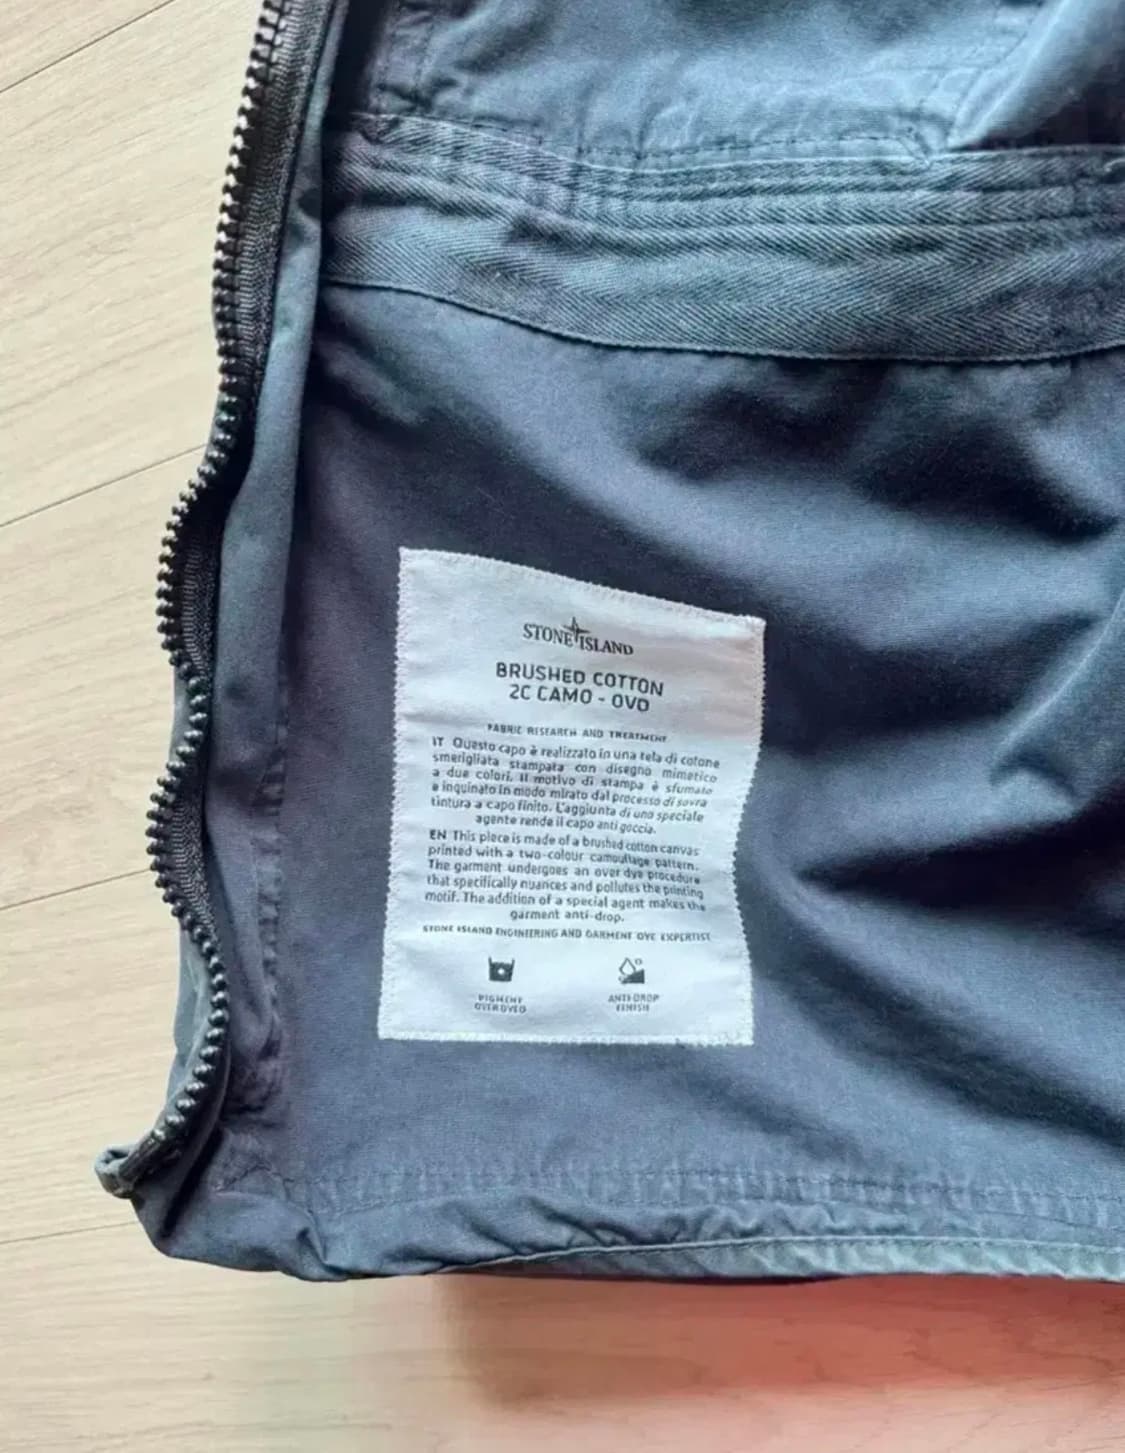 STONE ISLAND
BRUSHED COTTON
2C CAMO - OVD
FABRIC RESEARCH AND TREATMENT
IT Questo capo è realizzato in una tela di cotone
smerigliata stampata con disegno mimetico
a due colori. Il motivo di stampa è sfumato
e inquinato in modo mirato dal processo di sovra
tintura a capo finito. L'aggiunta di uno speciale
agente rende il capo anti goccia.
EN This piece is made of a brushed cotton canvas
printed with a two-colour camouflage pattern.
The garment undergoes an over dye procedure
that specifically nuances and pollutes the printing
motif. The addition of a special agent makes the
garment anti-drop.
STONE ISLAND ENGINEERING AND GARMENT DYE EXPERTISE
PIGMENT
OVERDYED
ANTI-DROP
FINISH